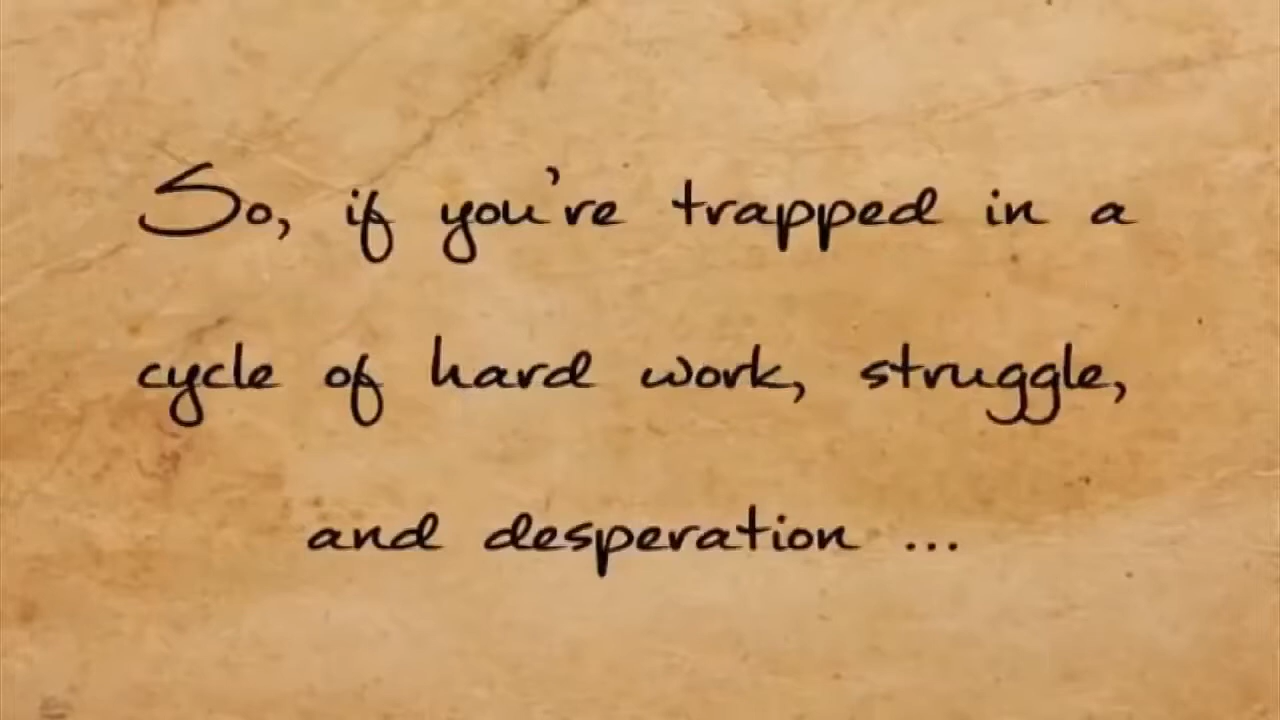 So, if you're trapped in a
cycle of hard work, struggle,
and desperation ...